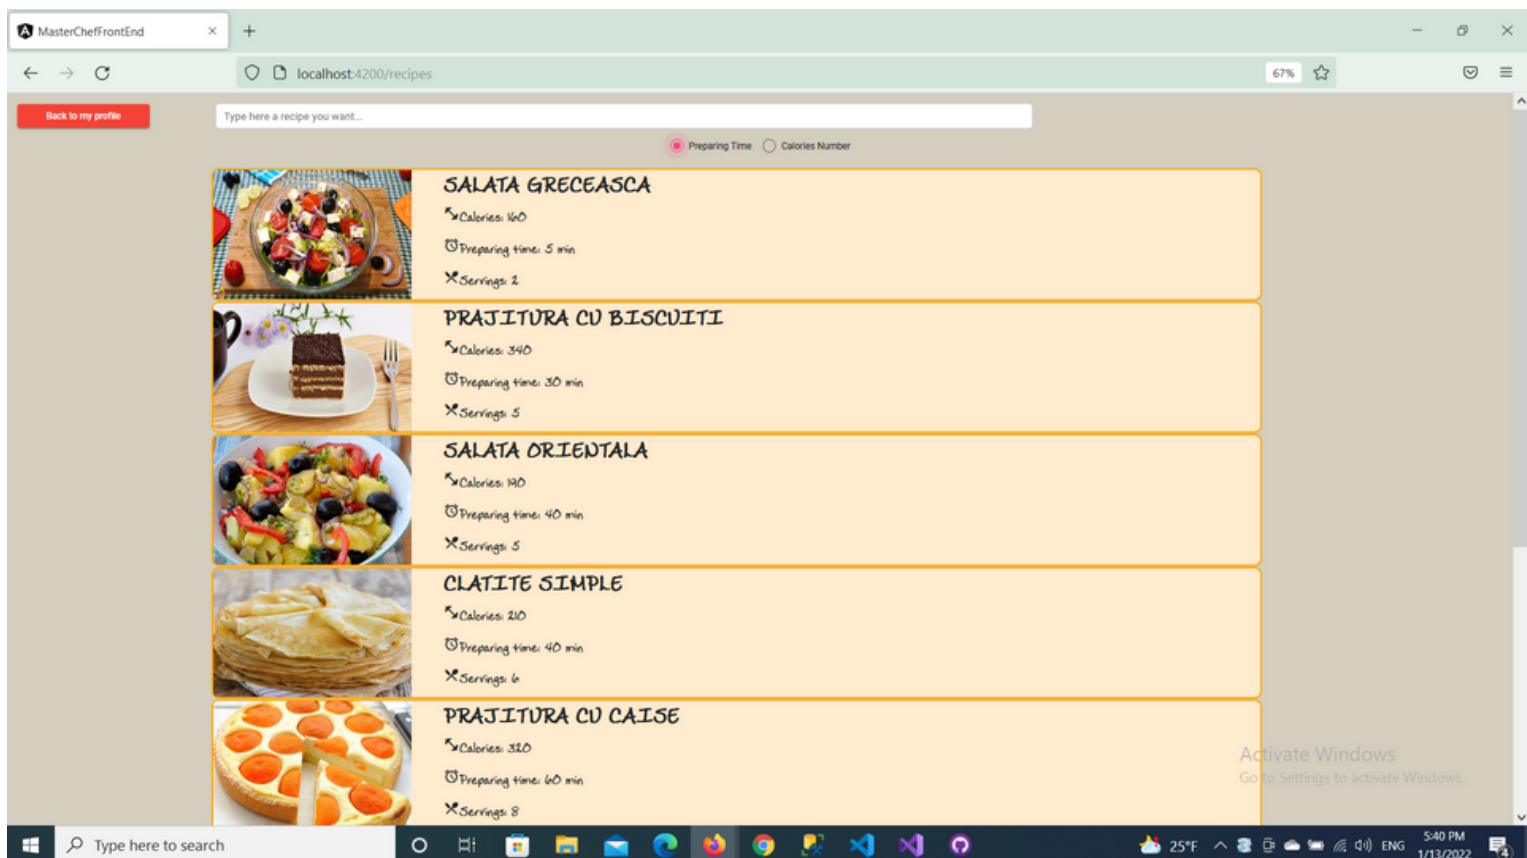 MasterChefFrontEnd
localhost:4200/recipes
67%
Back to my profile
Type here a recipe you want...
Preparing Time
Calories Number
SALATA GRECEASCA
Calories: 160
Preparing time: 5 min
Servings: 2
PRAJITURA CU BISCUITI
Calories: 340
Preparing time: 30 min
Servings: 5
SALATA ORIENTALA
Calories: 190
Preparing time: 40 min
Servings: 5
CLATITE SIMPLE
Calories: 210
Preparing time: 40 min
Servings: 6
PRAJITURA CU CAISE
Calories: 320
Preparing time: 60 min
Servings: 8
Activate Windows
Go to Settings to activate Windows.
Type here to search
25°F
ENG
5:40 PM
1/13/2022
4